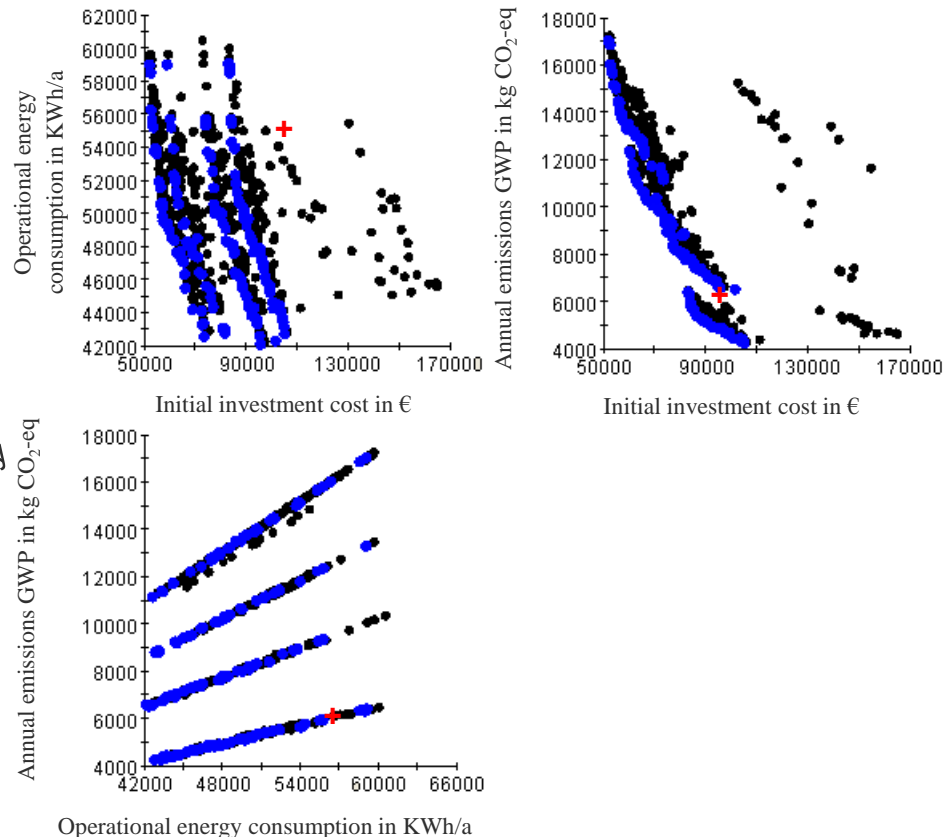 62000
60000
58000
56000
54000
52000
50000
48000
46000
44000
42000
50000 90000 130000 170000
Operational energy
consumption in KWh/a
Initial investment cost in €
18000
16000
14000
12000
10000
8000
6000
4000
50000 90000 130000 170000
Annual emissions GWP in kg CO2-eq
Initial investment cost in €
18000
16000
14000
12000
10000
8000
6000
4000
42000 48000 54000 60000 66000
Annual emissions GWP in kg CO2-eq
Operational energy consumption in KWh/a